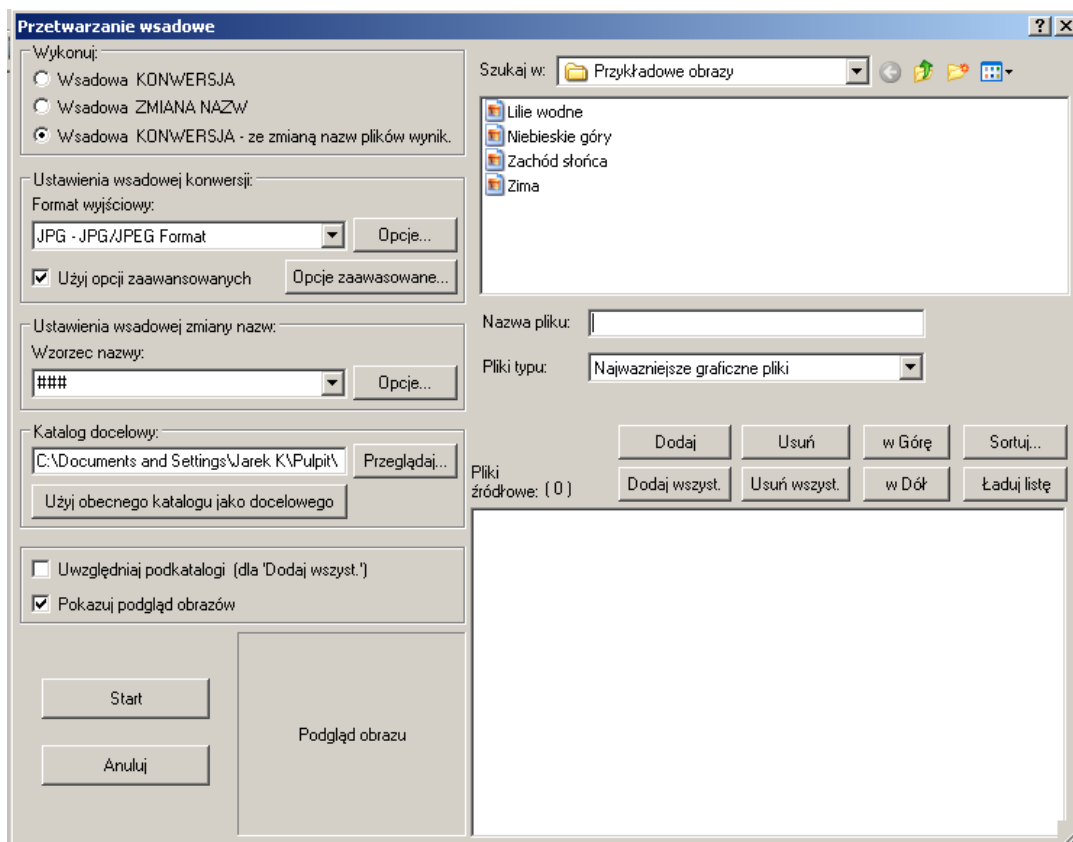 Przetwarzanie wsadowe
Wykonuj:
Wsadowa KONWERSJA
Wsadowa ZMIANA NAZW
Wsadowa KONWERSJA - ze zmianą nazw plików wynik.
Ustawienia wsadowej konwersji:
Format wyjściowy:
JPG - JPG/JPEG Format
Opcje...
Użyj opcji zaawansowanych
Opcje zaawasowane...
Ustawienia wsadowej zmiany nazw:
Wzorzec nazwy:
###
Opcje...
Katalog docelowy:
C:\Documents and Settings\Jarek K\Pulpit\
Przeglądaj...
Użyj obecnego katalogu jako docelowego
Uwzględniaj podkatalogi (dla 'Dodaj wszyst.')
Pokazuj podgląd obrazów
Start
Anuluj
Podgląd obrazu
Szukaj w:
Przykładowe obrazy
Lilie wodne
Niebieskie góry
Zachód słońca
Zima
Nazwa pliku:
Pliki typu:
Najwazniejsze graficzne pliki
Dodaj
Usuń
w Górę
Sortuj...
Pliki
źródłowe: ( 0 )
Dodaj wszyst.
Usuń wszyst.
w Dół
Ładuj listę